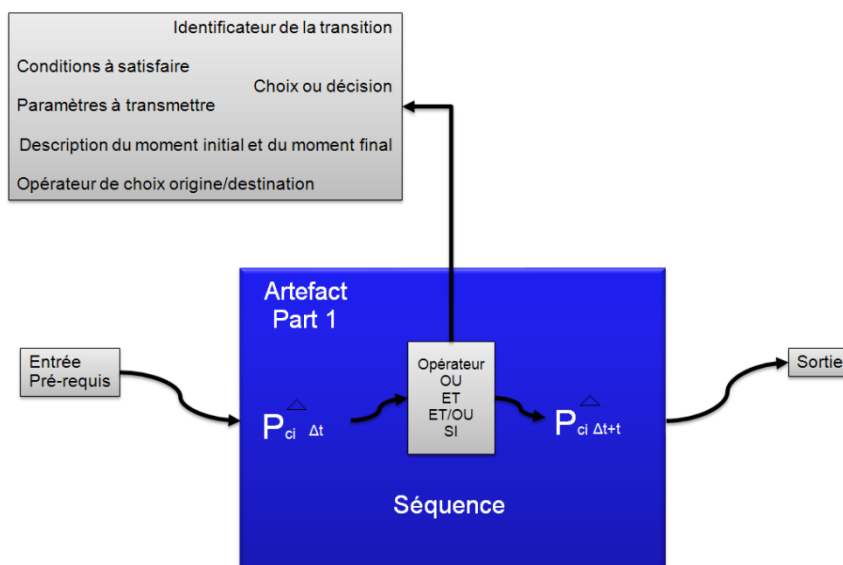 Identificateur de la transition
Conditions à satisfaire
Choix ou décision
Paramètres à transmettre
Description du moment initial et du moment final
Opérateur de choix origine/destination
Artefact
Part 1
Entrée
Pré-requis
P ci Δt
Opérateur
OU
ET
ET/OU
SI
P ci Δt+t
Sortie
Séquence